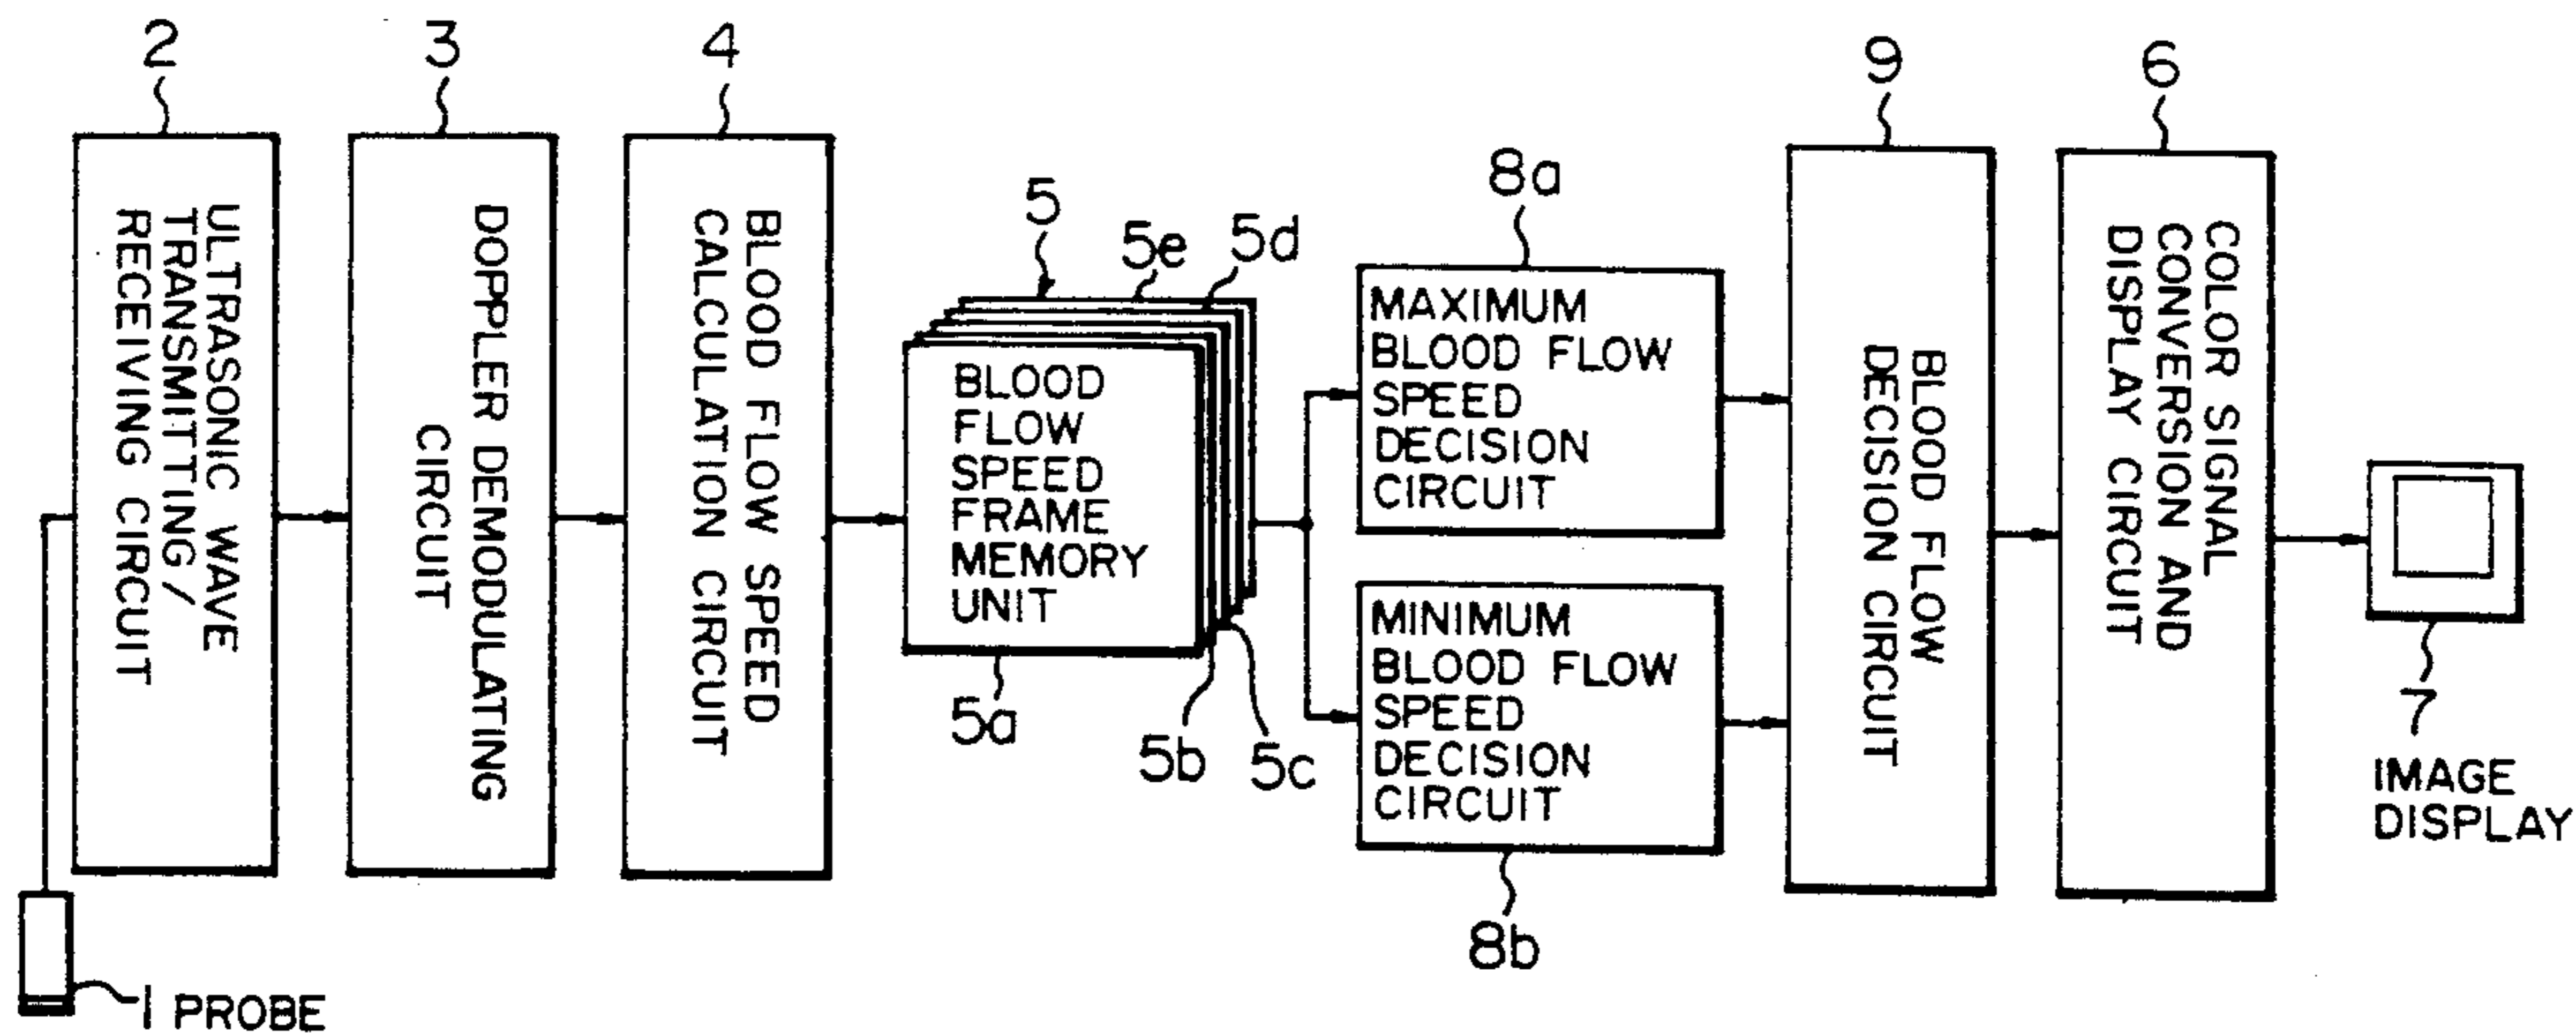 2
3
4
5
5e
5d
8a
9
6
ULTRASONIC WAVE
TRANSMITTING/
RECEIVING CIRCUIT
DOPPLER DEMODULATING
CIRCUIT
BLOOD FLOW SPEED
CALCULATION CIRCUIT
BLOOD
FLOW
SPEED
FRAME
MEMORY
UNIT
5a
5b
5c
MAXIMUM
BLOOD FLOW
SPEED
DECISION
CIRCUIT
MINIMUM
BLOOD FLOW
SPEED
DECISION
CIRCUIT
8b
BLOOD FLOW
DECISION CIRCUIT
COLOR SIGNAL
CONVERSION AND
DISPLAY CIRCUIT
7
IMAGE
DISPLAY
1 PROBE